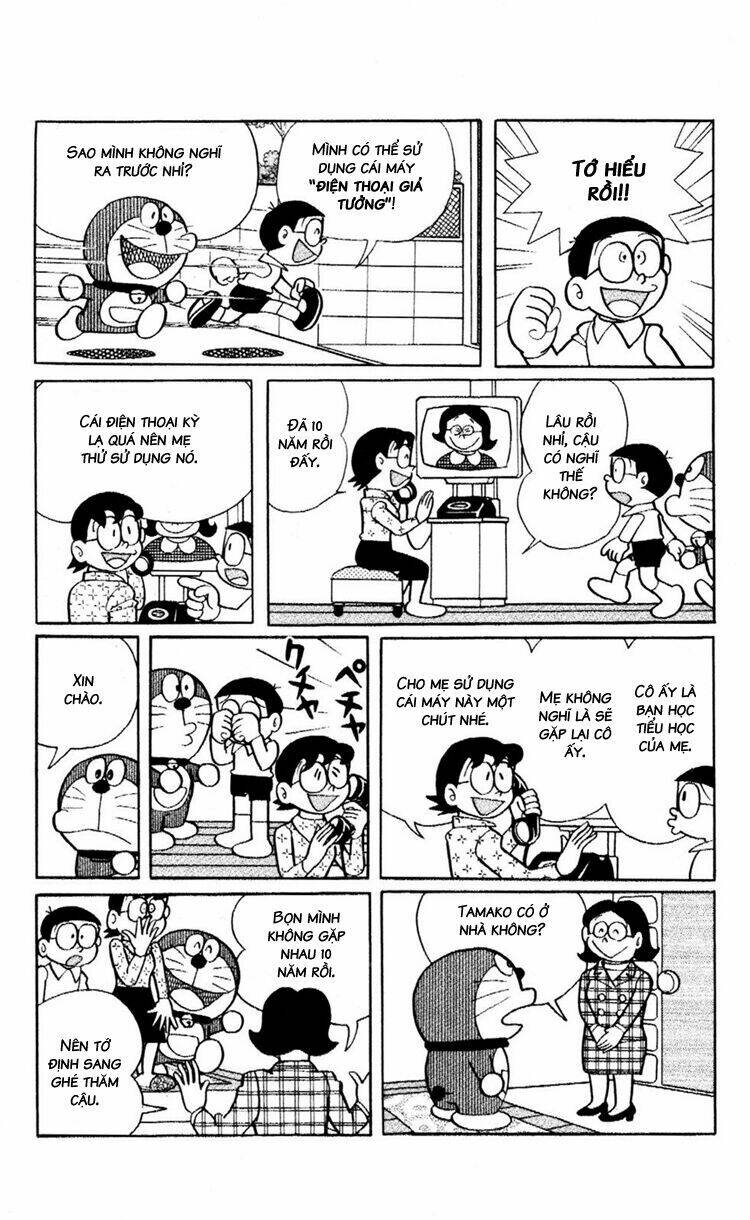 TỚ HIỂU
RỒI!!
MÌNH CÓ THỂ SỬ
DỤNG CÁI MÁY
"ĐIỆN THOẠI GIẢ
TƯỞNG"!
SAO MÌNH KHÔNG NGHĨ
RA TRƯỚC NHỈ?
LÂU RỒI
NHỈ, CẬU
CÓ NGHĨ
THẾ
KHÔNG?
ĐÃ 10
NĂM RỒI
ĐẤY.
CÁI ĐIỆN THOẠI KỲ
LẠ QUÁ NÊN MẸ
THỬ SỬ DỤNG NÓ.
CÔ ẤY LÀ
BẠN HỌC
TIỂU HỌC
CỦA MẸ.
MẸ KHÔNG
NGHĨ LÀ SẼ
GẶP LẠI CÔ
ẤY.
CHO MẸ SỬ DỤNG
CÁI MÁY NÀY MỘT
CHÚT NHÉ.
ペチャ
クチャ
XIN
CHÀO.
TAMAKO CÓ Ở
NHÀ KHÔNG?
BỌN MÌNH
KHÔNG GẶP
NHAU 10
NĂM RỒI.
NÊN TỚ
ĐỊNH SANG
GHÉ THĂM
CẬU.